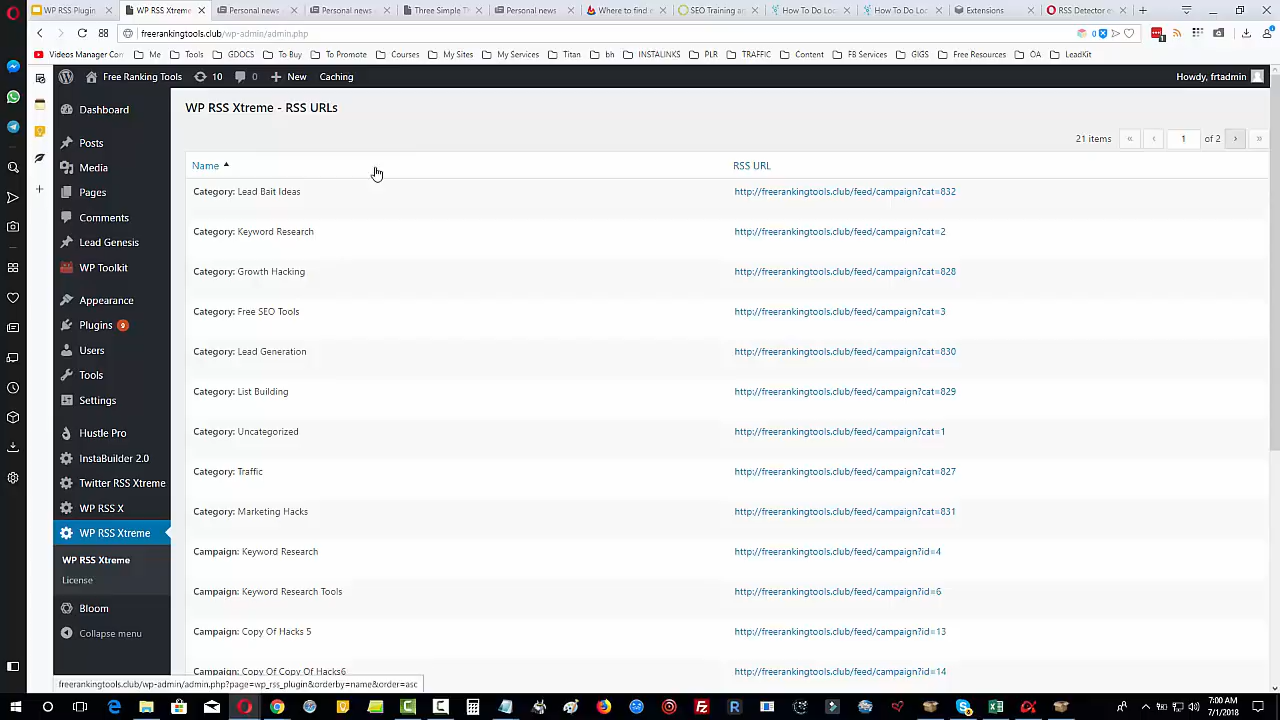 WP RSS Plugin
WP RSS Xtreme
Personal news
Personal news
Three Simple
Personal news
Where to find
SEO Training
How To Do Loc
How To Do Loc
Extensions
RSS Detector e
freerankingtools.club/wp-admin/admin.php
Videos Manager Con
Me
Tools
GDOCS
To Buy
To Promote
Courses
My Sites
My Services
Titan
bh
INSTALINKS
PLR
TRAFFIC
Content
FB Services
GIGS
Free Resources
OA
LeadKit
Free Ranking Tools
10
0
New
Caching
Howdy, frtadmin
Dashboard
Posts
Media
Pages
Comments
Lead Genesis
WP Toolkit
Appearance
Plugins 9
Users
Tools
Settings
Hustle Pro
InstaBuilder 2.0
Twitter RSS Xtreme
WP RSS X
WP RSS Xtreme
WP RSS Xtreme
License
Bloom
Collapse menu
WP RSS Xtreme - RSS URLs
21 items « ‹ 1 of 2 › »
Name RSS URL
Category: Lead Bait Ideas http://freerankingtools.club/feed/campaign?cat=832
Category: Keyword Research http://freerankingtools.club/feed/campaign?cat=2
Category: Growth Hacking http://freerankingtools.club/feed/campaign?cat=828
Category: Free SEO Tools http://freerankingtools.club/feed/campaign?cat=3
Category: Lead Generation http://freerankingtools.club/feed/campaign?cat=830
Category: List Building http://freerankingtools.club/feed/campaign?cat=829
Category: Uncategorized http://freerankingtools.club/feed/campaign?cat=1
Category: Traffic http://freerankingtools.club/feed/campaign?cat=827
Category: Marketing Hacks http://freerankingtools.club/feed/campaign?cat=831
Campaign: Keyword Research http://freerankingtools.club/feed/campaign?id=4
Campaign: Keyword Research Tools http://freerankingtools.club/feed/campaign?id=6
Campaign: Copy Of Hacks 5 http://freerankingtools.club/feed/campaign?id=13
Campaign: Copy Of Copy Of Hacks6 http://freerankingtools.club/feed/campaign?id=14
freerankingtools.club/wp-admin/admin.php?page=wp_rss_plugin&orderby=name&order=asc
7:00 AM
7/1/2018